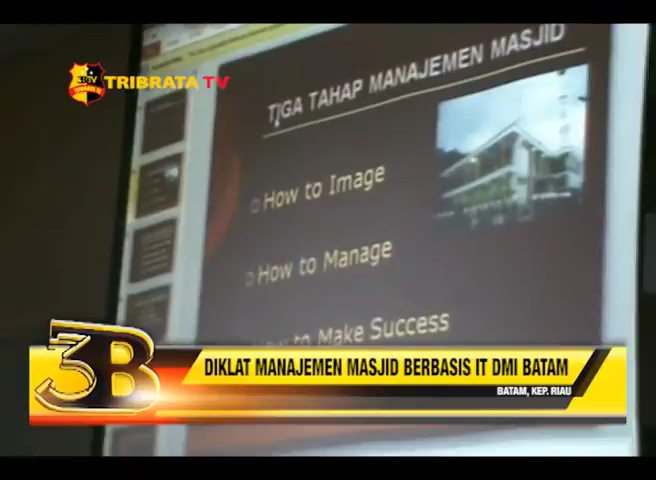 TRIBRATA TV
TIGA TAHAP MANAJEMEN MASJID
How to Image
How to Manage
to Make Success
3B
DIKLAT MANAJEMEN MASJID BERBASIS IT DMI BATAM
BATAM, KEP. RIAU